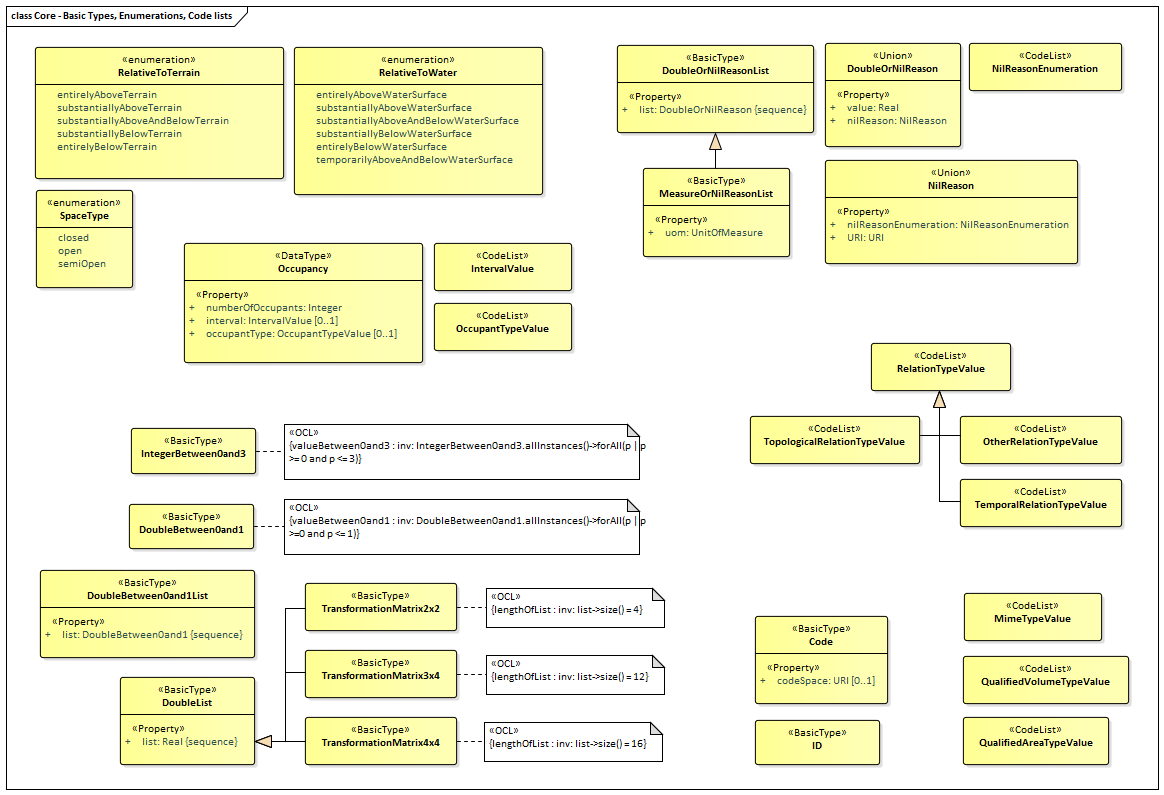 class Core - Basic Types, Enumerations, Code lists
«enumeration»
RelativeToTerrain
entirelyAboveTerrain
substantiallyAboveTerrain
substantiallyAboveAndBelowTerrain
substantiallyBelowTerrain
entirelyBelowTerrain
«enumeration»
RelativeToWater
entirelyAboveWaterSurface
substantiallyAboveWaterSurface
substantiallyAboveAndBelowWaterSurface
substantiallyBelowWaterSurface
entirelyBelowWaterSurface
temporarilyAboveAndBelowWaterSurface
«BasicType»
DoubleOrNilReasonList
«Property»
+ list: DoubleOrNilReason {sequence}
«Union»
DoubleOrNilReason
«Property»
+ value: Real
+ nilReason: NilReason
«CodeList»
NilReasonEnumeration
«BasicType»
MeasureOrNilReasonList
«Property»
+ uom: UnitOfMeasure
«Union»
NilReason
«Property»
+ nilReasonEnumeration: NilReasonEnumeration
+ URI: URI
«enumeration»
SpaceType
closed
open
semiOpen
«DataType»
Occupancy
«Property»
+ numberOfOccupants: Integer
+ interval: IntervalValue [0..1]
+ occupantType: OccupantTypeValue [0..1]
«CodeList»
IntervalValue
«CodeList»
OccupantTypeValue
«CodeList»
RelationTypeValue
«CodeList»
TopologicalRelationTypeValue
«CodeList»
OtherRelationTypeValue
«CodeList»
TemporalRelationTypeValue
«BasicType»
IntegerBetween0and3
«OCL»
{valueBetween0and3 : inv: IntegerBetween0and3.allInstances()->forAll(p | p
>=0 and p <=3)}
«BasicType»
DoubleBetween0and1
«OCL»
{valueBetween0and1 : inv: DoubleBetween0and1.allInstances()->forAll(p | p
>=0 and p <=1)}
«BasicType»
DoubleBetween0and1List
«Property»
+ list: DoubleBetween0and1 {sequence}
«BasicType»
DoubleList
«Property»
+ list: Real {sequence}
«BasicType»
TransformationMatrix2x2
«OCL»
{lengthOfList : inv: list->size() = 4}
«BasicType»
TransformationMatrix3x4
«OCL»
{lengthOfList : inv: list->size() = 12}
«BasicType»
TransformationMatrix4x4
«OCL»
{lengthOfList : inv: list->size() = 16}
«BasicType»
Code
«Property»
+ codeSpace: URI [0..1]
«BasicType»
ID
«CodeList»
MimeTypeValue
«CodeList»
QualifiedVolumeTypeValue
«CodeList»
QualifiedAreaTypeValue